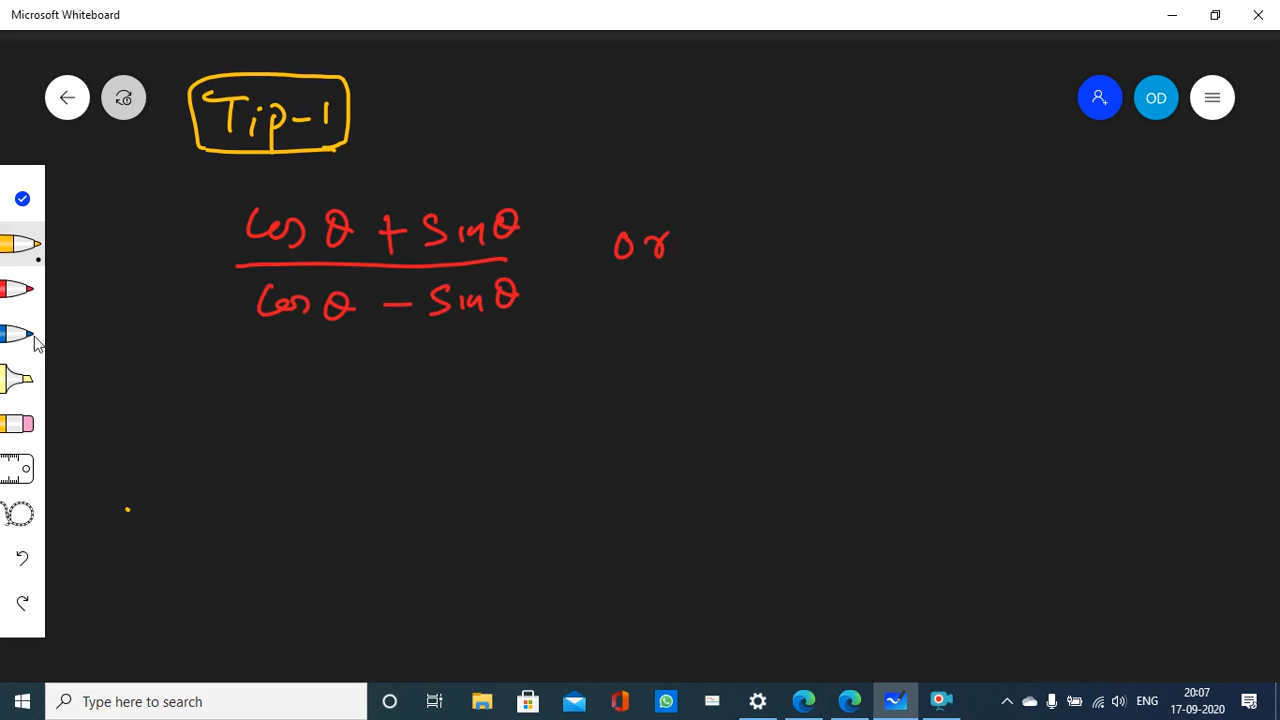 Microsoft Whiteboard
Tip-1
OD
cos θ + sin θ
or
cos θ - sin θ
Type here to search
ENG
20:07
17-09-2020